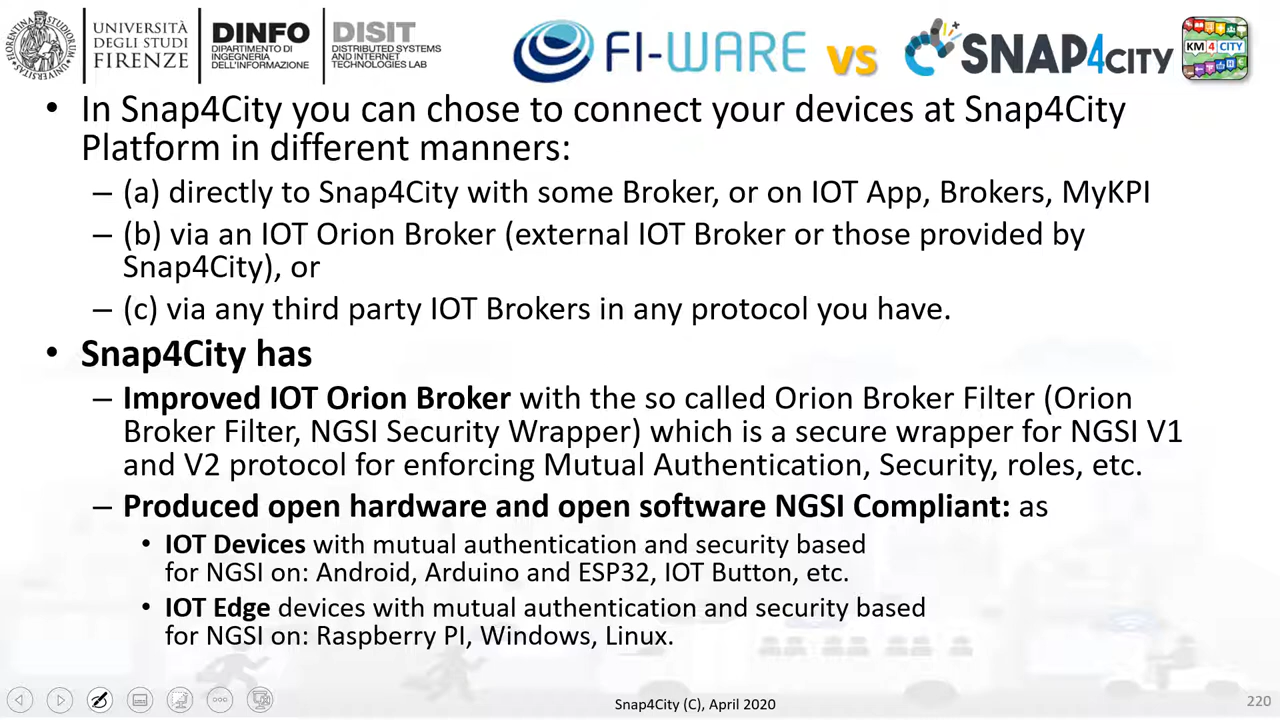 UNIVERSITÀ
DEGLI STUDI
FIRENZE
DINFO
DIPARTIMENTO DI
INGEGNERIA
DELL'INFORMAZIONE
DISIT
DISTRIBUTED SYSTEMS
AND INTERNET
TECHNOLOGIES LAB
FI-WARE vs SNAP4CITY
KM4CITY
• In Snap4City you can chose to connect your devices at Snap4City
Platform in different manners:
– (a) directly to Snap4City with some Broker, or on IOT App, Brokers, MyKPI
– (b) via an IOT Orion Broker (external IOT Broker or those provided by
Snap4City), or
– (c) via any third party IOT Brokers in any protocol you have.
• Snap4City has
– Improved IOT Orion Broker with the so called Orion Broker Filter (Orion
Broker Filter, NGSI Security Wrapper) which is a secure wrapper for NGSI V1
and V2 protocol for enforcing Mutual Authentication, Security, roles, etc.
– Produced open hardware and open software NGSI Compliant: as
• IOT Devices with mutual authentication and security based
for NGSI on: Android, Arduino and ESP32, IOT Button, etc.
• IOT Edge devices with mutual authentication and security based
for NGSI on: Raspberry PI, Windows, Linux.
Snap4City (C), April 2020
220